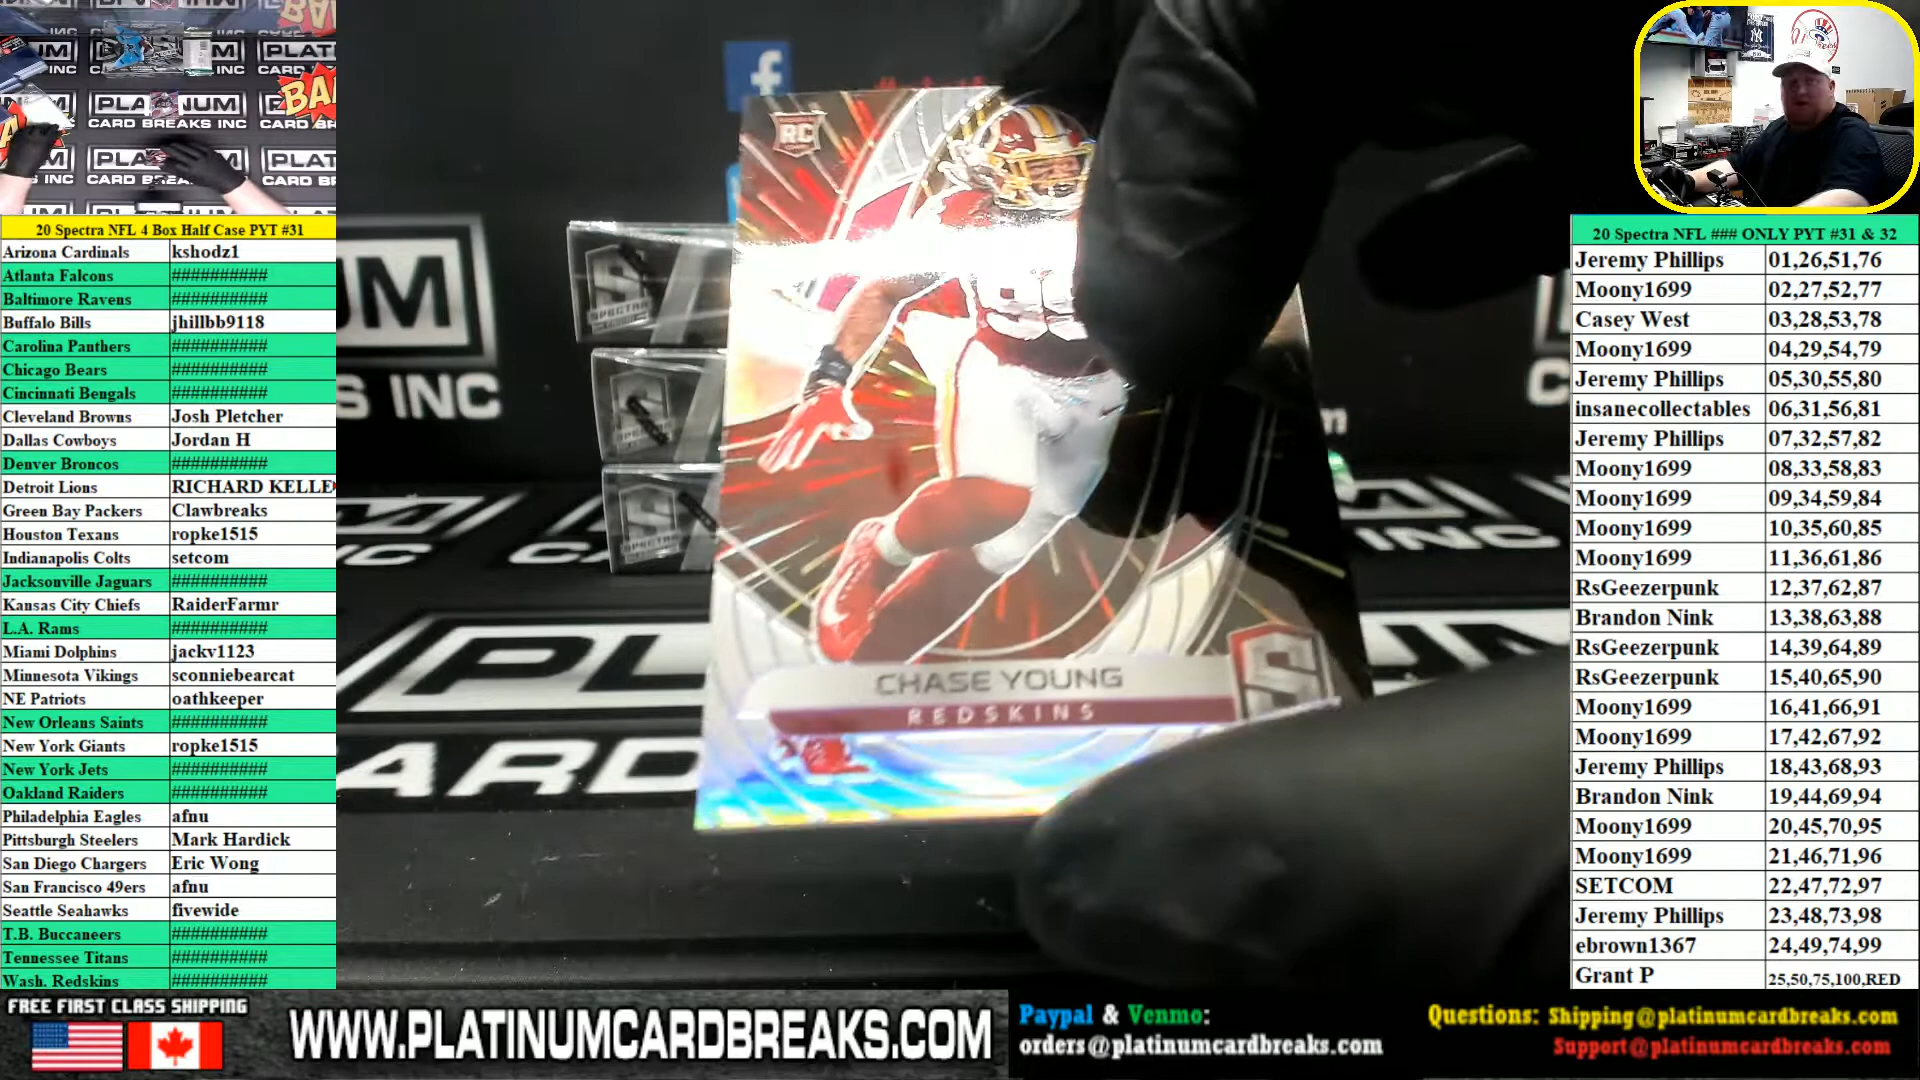 PLATINUM
CARD BREAKS INC
20 Spectra NFL 4 Box Half Case PYT #31
Arizona Cardinals kshodz1
Atlanta Falcons ##########
Baltimore Ravens ##########
Buffalo Bills jhillbb9118
Carolina Panthers ##########
Chicago Bears ##########
Cincinnati Bengals ##########
Cleveland Browns Josh Pletcher
Dallas Cowboys Jordan H
Denver Broncos ##########
Detroit Lions RICHARD KELLE
Green Bay Packers Clawbreaks
Houston Texans ropke1515
Indianapolis Colts setcom
Jacksonville Jaguars ##########
Kansas City Chiefs RaiderFarmr
L.A. Rams ##########
Miami Dolphins jackv1123
Minnesota Vikings sconniebearcat
NE Patriots oathkeeper
New Orleans Saints ##########
New York Giants ropke1515
New York Jets ##########
Oakland Raiders ##########
Philadelphia Eagles afnu
Pittsburgh Steelers Mark Hardick
San Diego Chargers Eric Wong
San Francisco 49ers afnu
Seattle Seahawks fivewide
T.B. Buccaneers ##########
Tennessee Titans ##########
Wash. Redskins ##########
RC
CHASE YOUNG
REDSKINS
20 Spectra NFL ### ONLY PYT #31 & 32
Jeremy Phillips 01,26,51,76
Moony1699 02,27,52,77
Casey West 03,28,53,78
Moony1699 04,29,54,79
Jeremy Phillips 05,30,55,80
insanecollectables 06,31,56,81
Jeremy Phillips 07,32,57,82
Moony1699 08,33,58,83
Moony1699 09,34,59,84
Moony1699 10,35,60,85
Moony1699 11,36,61,86
RsGeezerpunk 12,37,62,87
Brandon Nink 13,38,63,88
RsGeezerpunk 14,39,64,89
RsGeezerpunk 15,40,65,90
Moony1699 16,41,66,91
Moony1699 17,42,67,92
Jeremy Phillips 18,43,68,93
Brandon Nink 19,44,69,94
Moony1699 20,45,70,95
Moony1699 21,46,71,96
SETCOM 22,47,72,97
Jeremy Phillips 23,48,73,98
ebrown1367 24,49,74,99
Grant P 25,50,75,100,RED
FREE FIRST CLASS SHIPPING
WWW.PLATINUMCARDBREAKS.COM
Paypal & Venmo:
orders@platinumcardbreaks.com
Questions: Shipping@platinumcardbreaks.com
Support@platinumcardbreaks.com